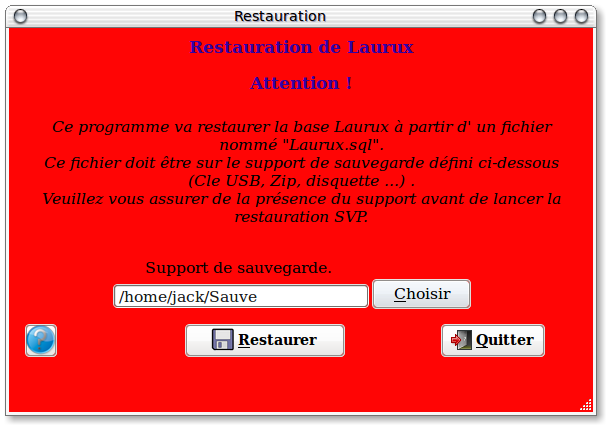 Restauration
Restauration de Laurux
Attention !
Ce programme va restaurer la base Laurux à partir d' un fichier
nommé "Laurux.sql".
Ce fichier doit être sur le support de sauvegarde défini ci-dessous
(Cle USB, Zip, disquette ...) .
Veuillez vous assurer de la présence du support avant de lancer la
restauration SVP.
Support de sauvegarde.
/home/jack/Sauve
Choisir
?
Restaurer
Quitter